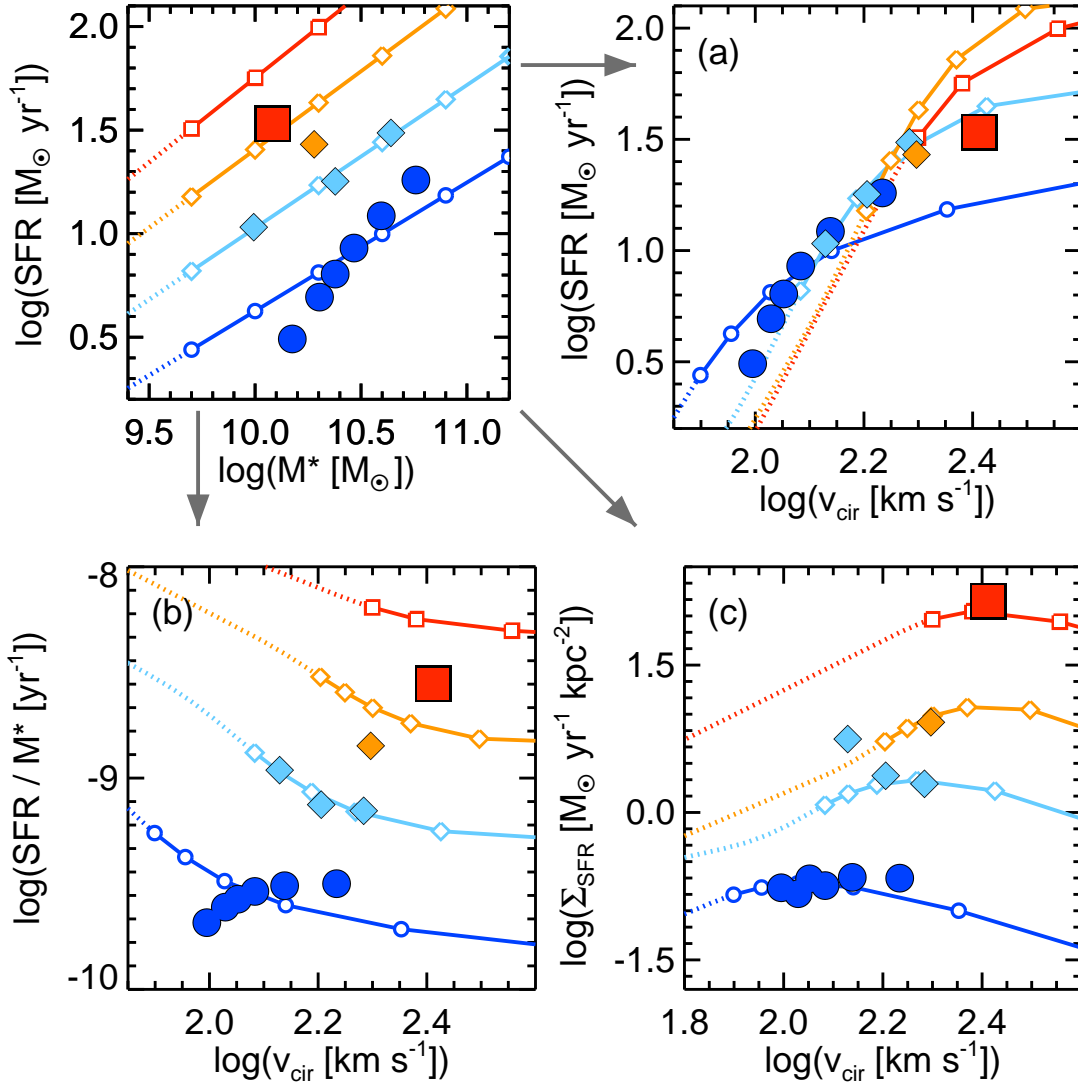 2.0
1.5
1.0
0.5
log(SFR [M⊙ yr⁻¹])
9.5 10.0 10.5 11.0
log(M* [M⊙])
(a)
2.0
1.5
1.0
0.5
log(SFR [M⊙ yr⁻¹])
2.0 2.2 2.4
log(v_cir [km s⁻¹])
(b)
-8
-9
-10
log(SFR / M* [yr⁻¹])
2.0 2.2 2.4
log(v_cir [km s⁻¹])
(c)
1.5
0.0
-1.5
log(Σ_SFR [M⊙ yr⁻¹ kpc⁻²])
1.8 2.0 2.2 2.4
log(v_cir [km s⁻¹])